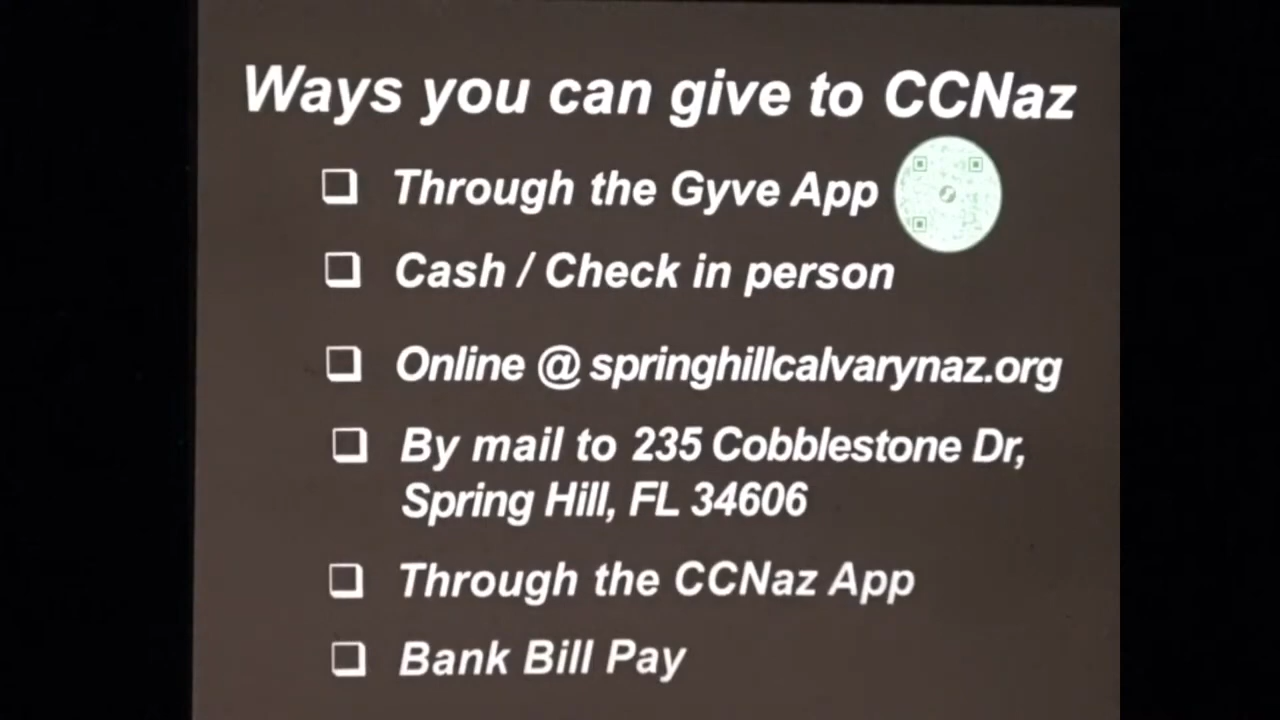 Ways you can give to CCNaz
Through the Gyve App
Cash / Check in person
Online @ springhillcalvarynaz.org
By mail to 235 Cobblestone Dr,
Spring Hill, FL 34606
Through the CCNaz App
Bank Bill Pay